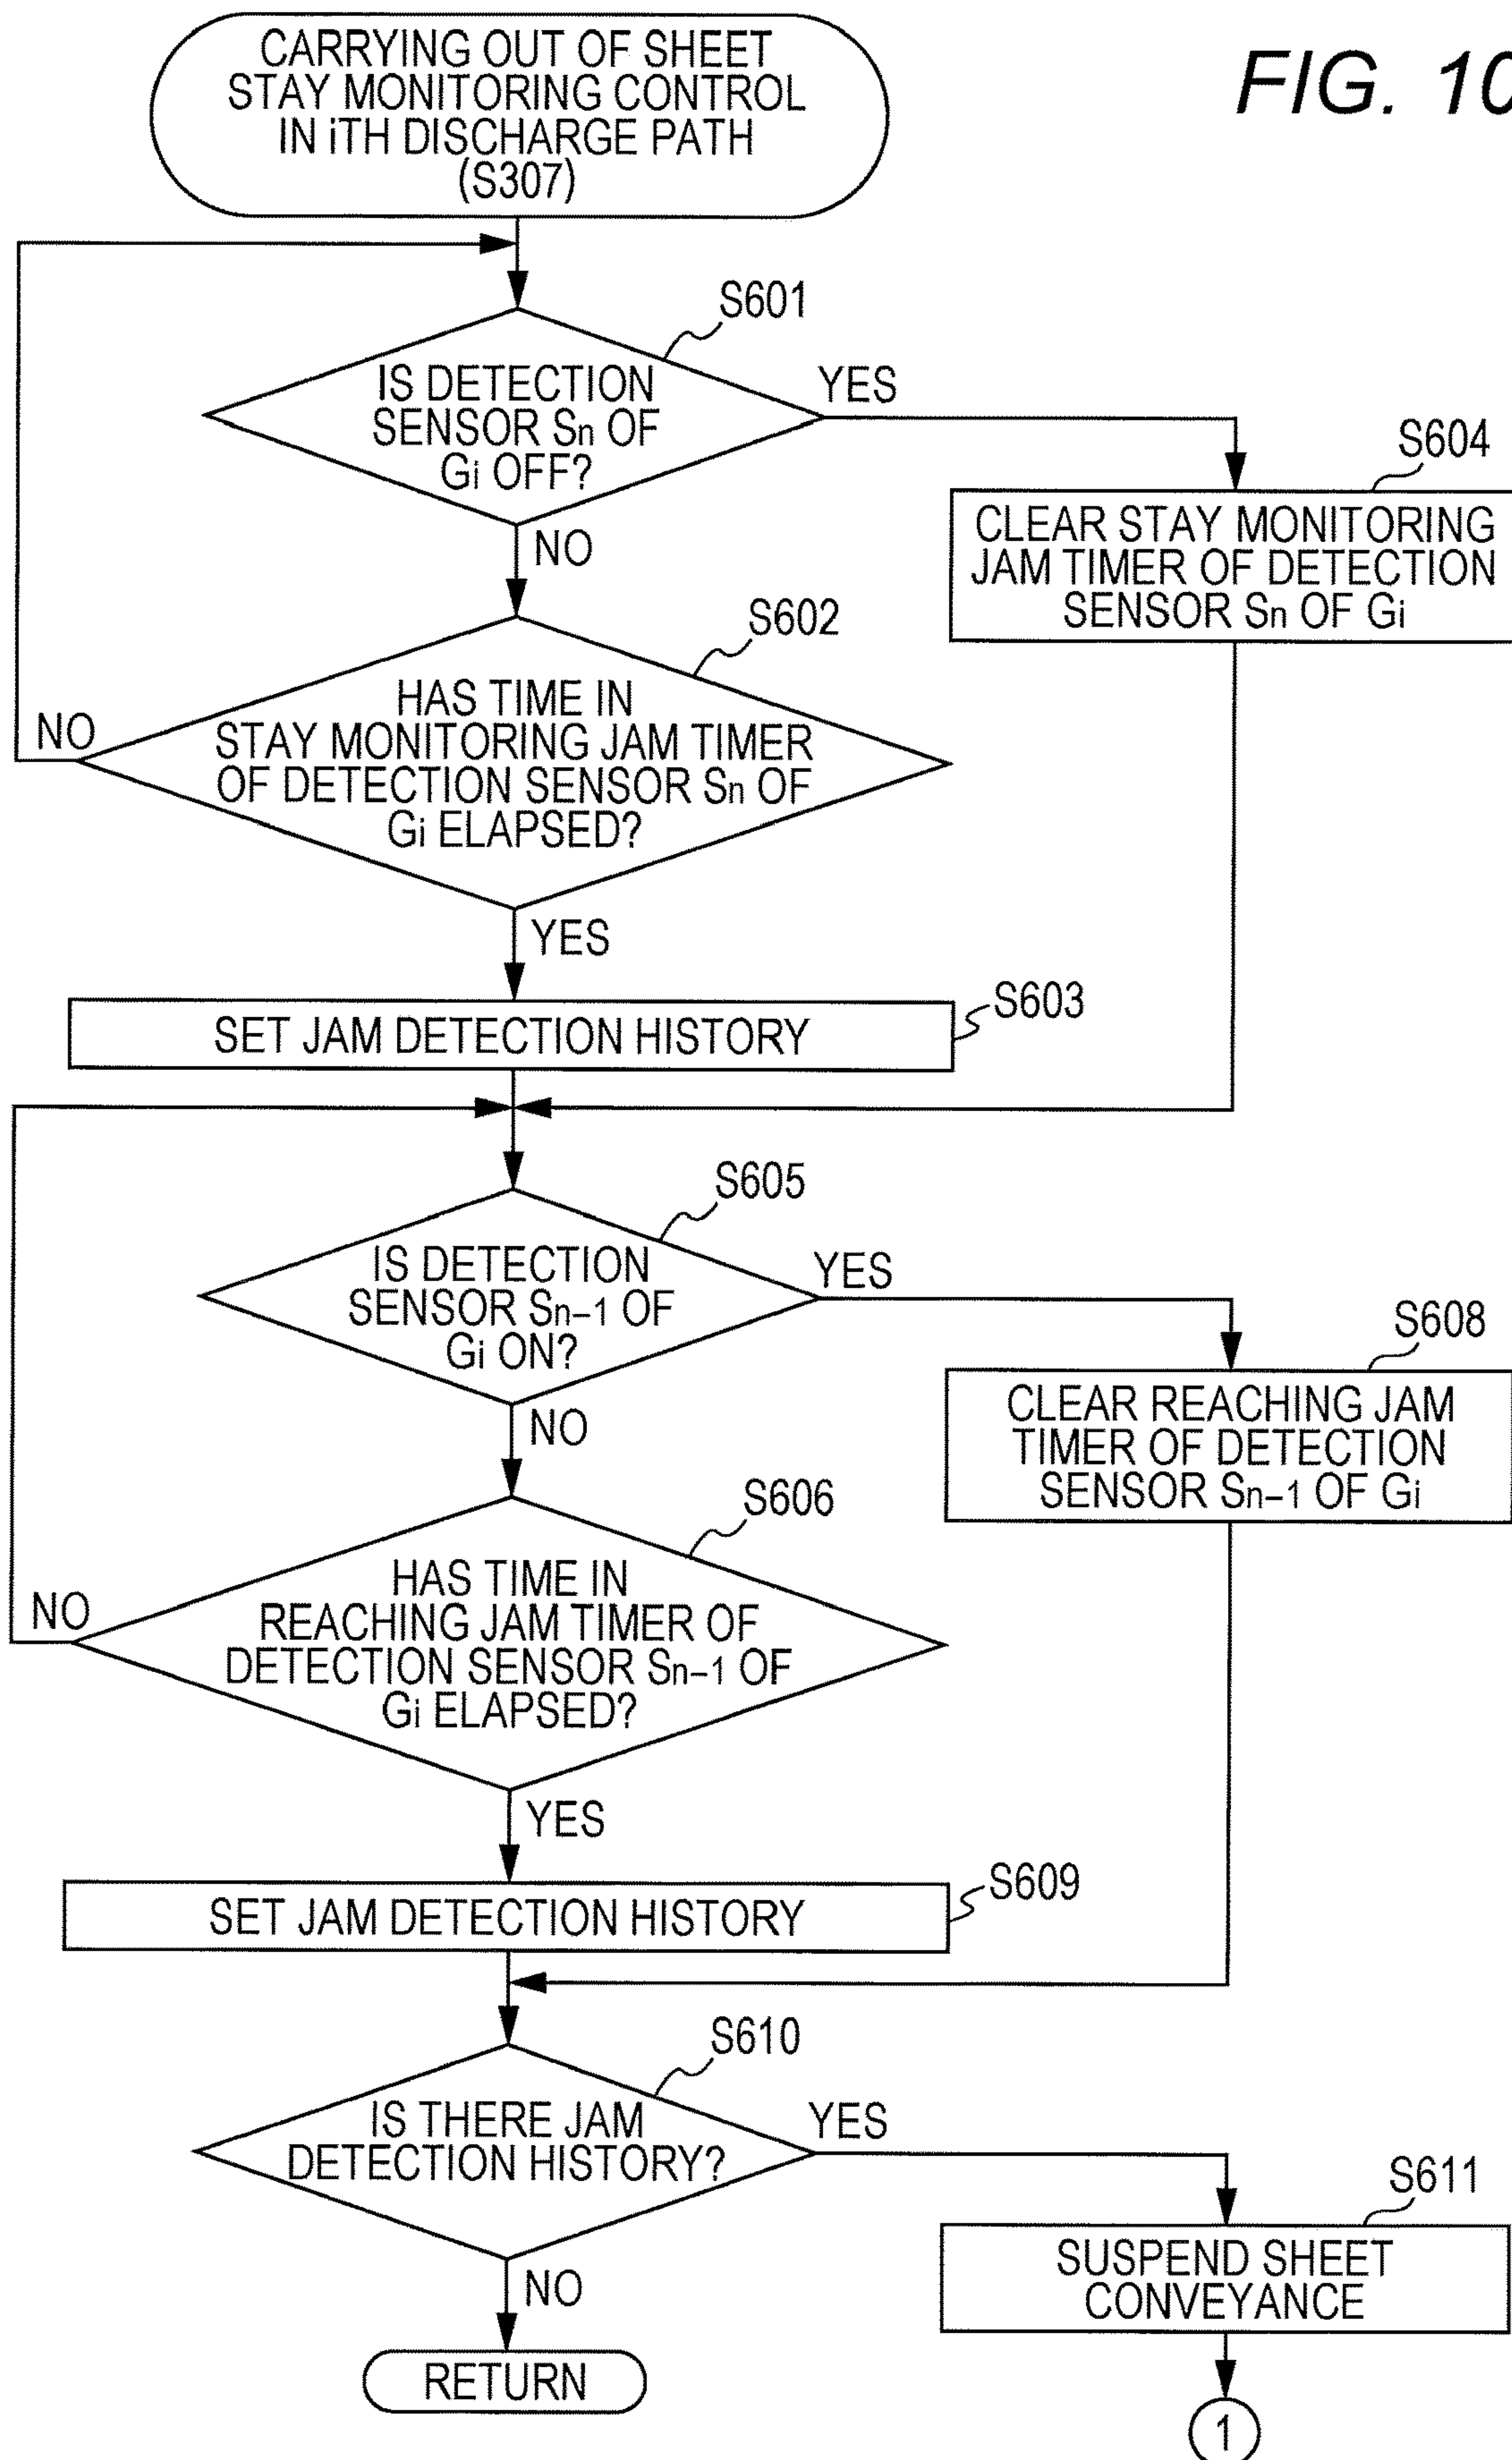 FIG. 10
CARRYING OUT OF SHEET
STAY MONITORING CONTROL
IN iTH DISCHARGE PATH
(S307)
S601
IS DETECTION
SENSOR Sn OF
Gi OFF?
YES
NO
S604
CLEAR STAY MONITORING
JAM TIMER OF DETECTION
SENSOR Sn OF Gi
S602
HAS TIME IN
STAY MONITORING JAM TIMER
OF DETECTION SENSOR Sn OF
Gi ELAPSED?
NO
YES
S603
SET JAM DETECTION HISTORY
S605
IS DETECTION
SENSOR Sn-1 OF
Gi ON?
YES
NO
S608
CLEAR REACHING JAM
TIMER OF DETECTION
SENSOR Sn-1 OF Gi
S606
HAS TIME IN
REACHING JAM TIMER OF
DETECTION SENSOR Sn-1 OF
Gi ELAPSED?
NO
YES
S609
SET JAM DETECTION HISTORY
S610
IS THERE JAM
DETECTION HISTORY?
YES
NO
S611
SUSPEND SHEET
CONVEYANCE
RETURN
1